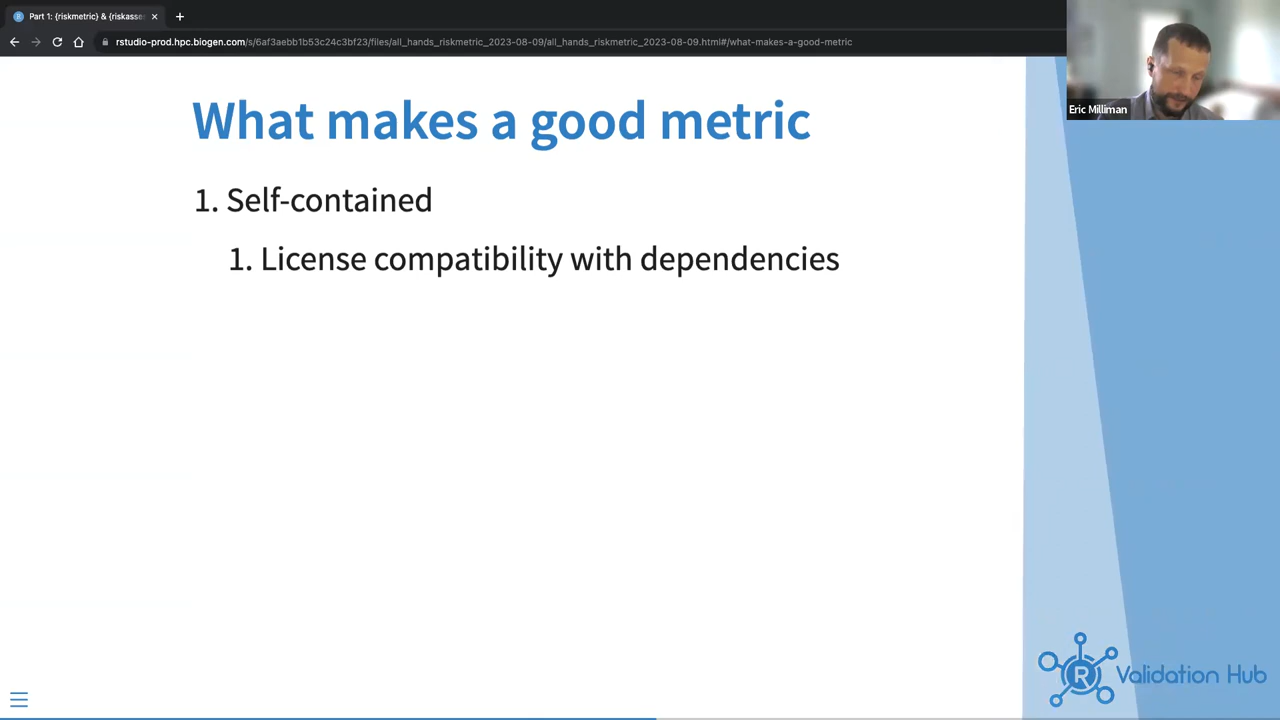 Part 1: {riskmetric} & {riskasses
rstudio-prod.hpc.biogen.com/s/6af3aebb1b53c24c3bf23/files/all_hands_riskmetric_2023-08-09/all_hands_riskmetric_2023-08-09.html#/what-makes-a-good-metric
Eric Milliman
What makes a good metric
1. Self-contained
1. License compatibility with dependencies
R Validation Hub